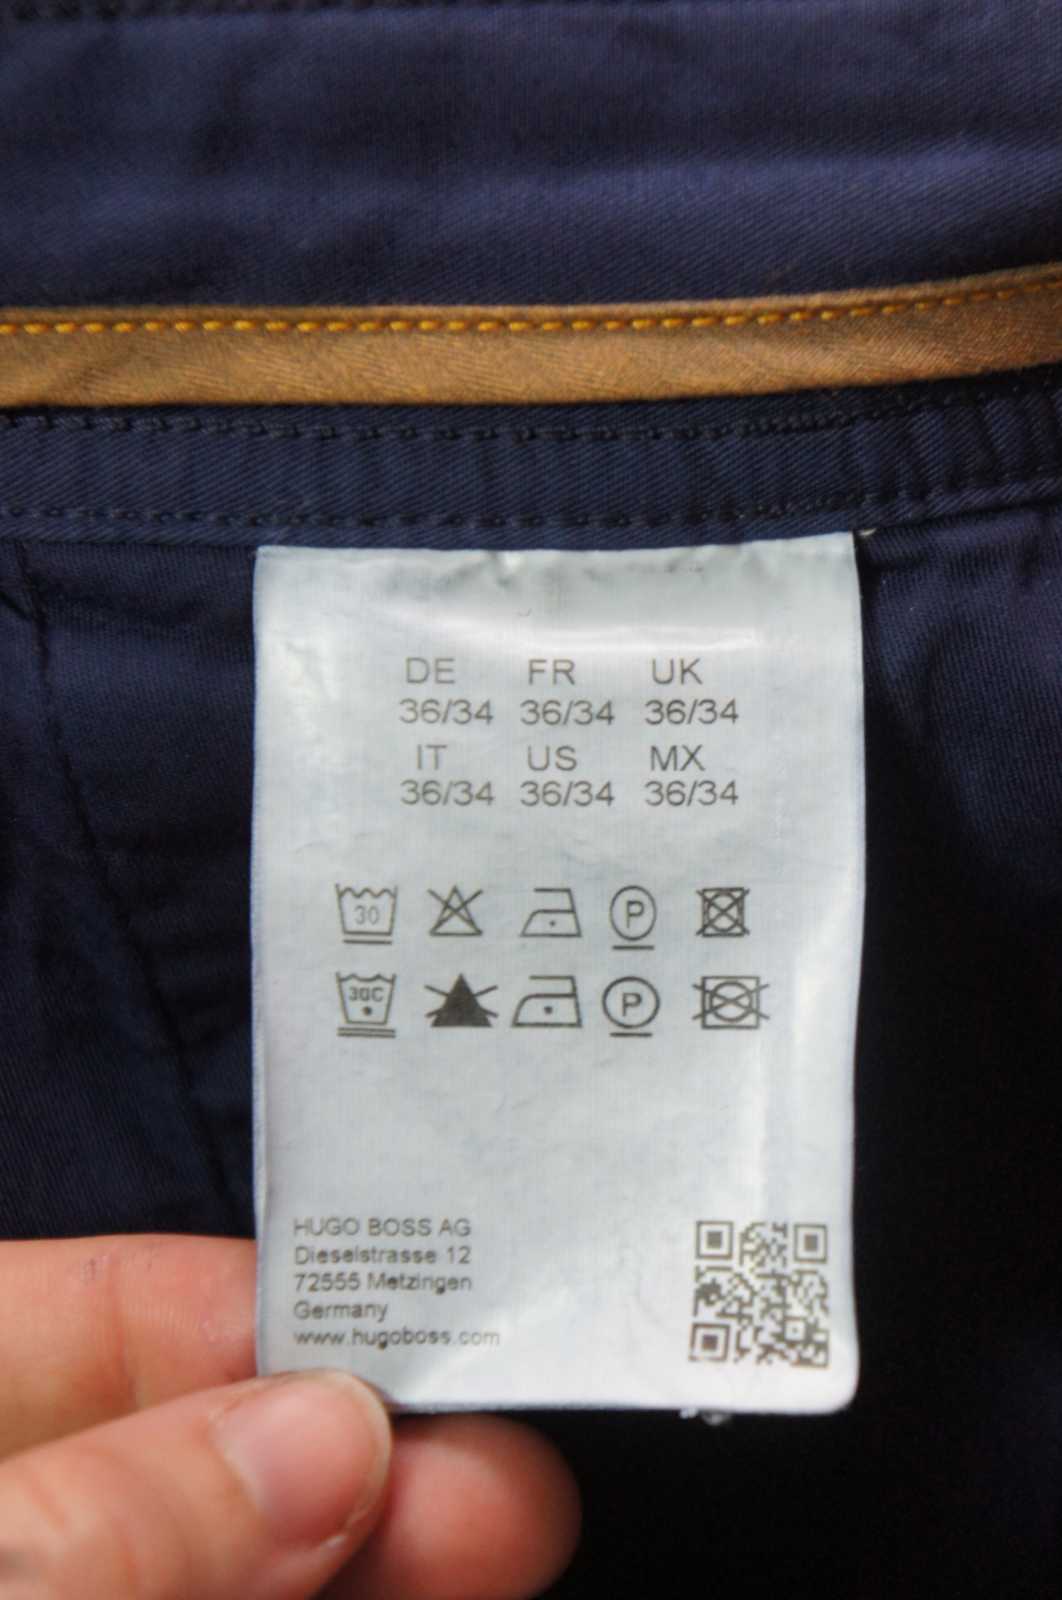 DE FR UK
36/34 36/34 36/34
IT US MX
36/34 36/34 36/34
30 P
30C P
HUGO BOSS AG
Dieselstrasse 12
72555 Metzingen
Germany
www.hugoboss.com